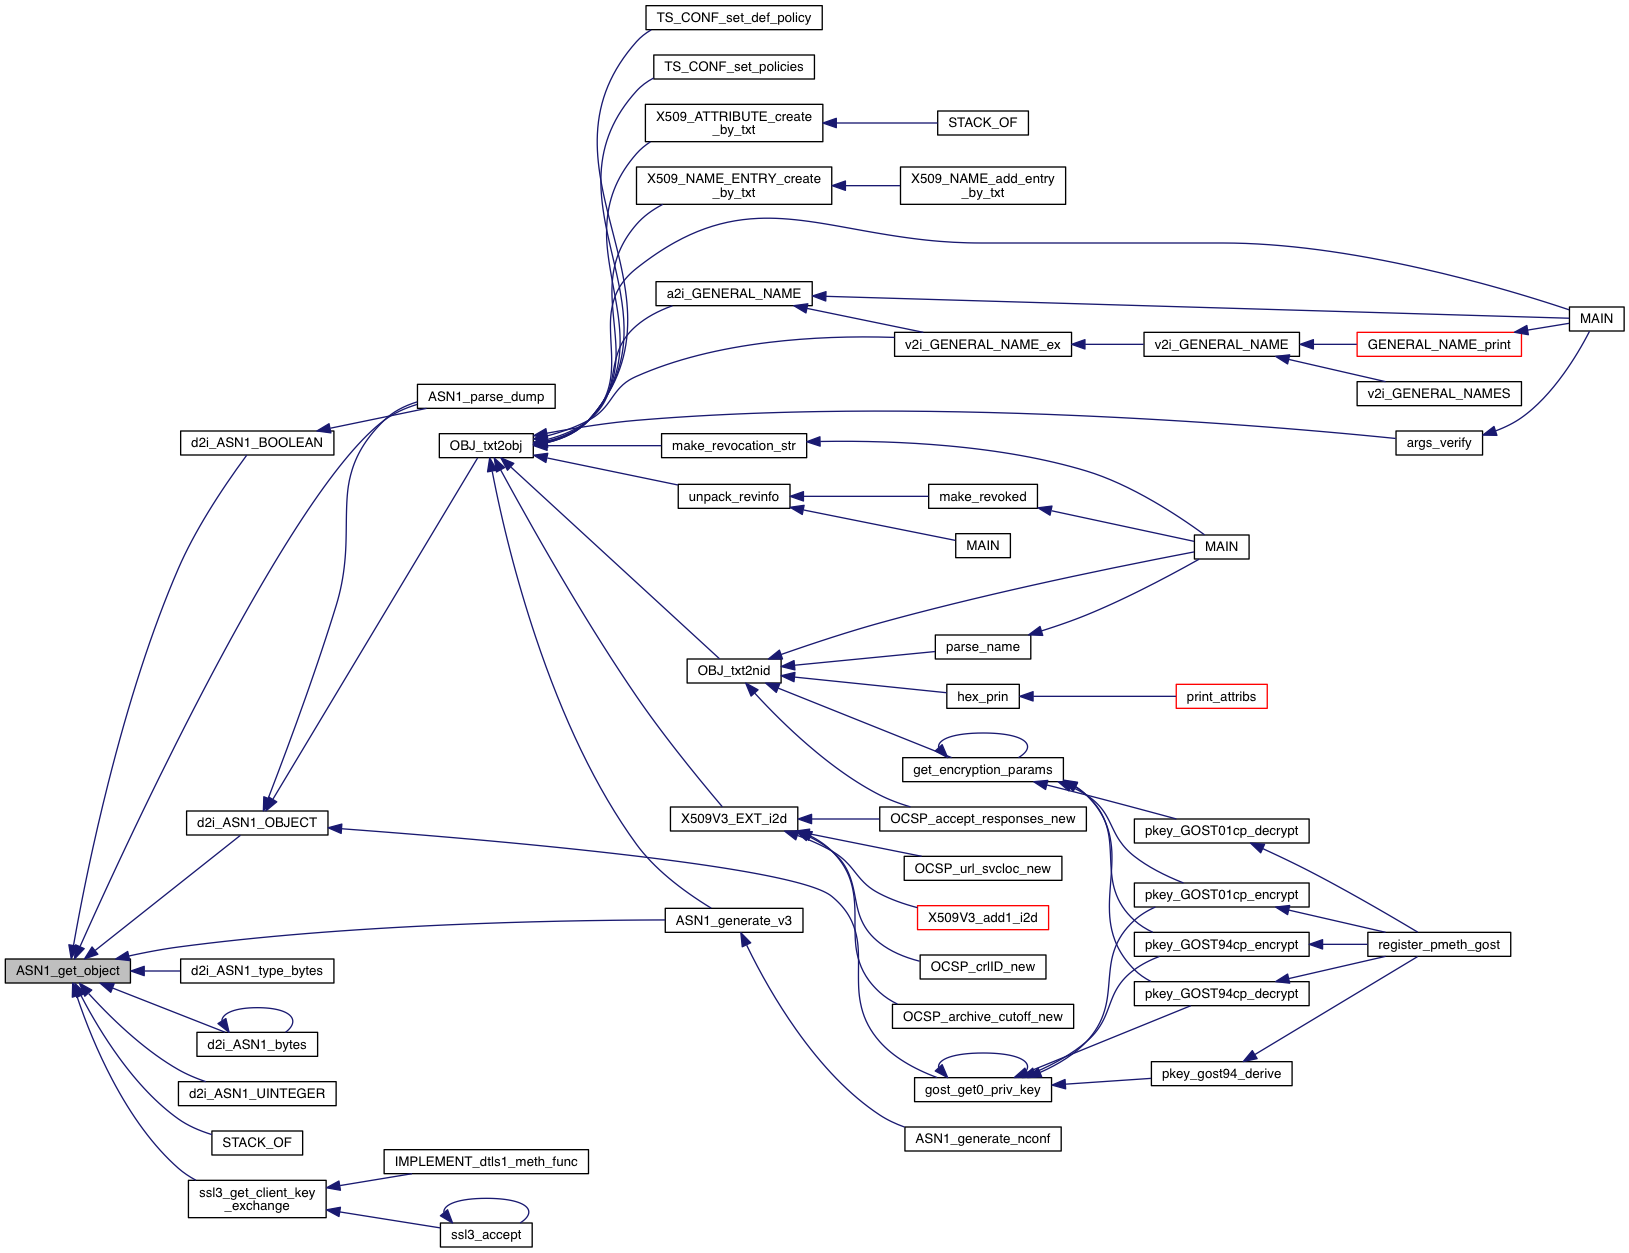 TS_CONF_set_def_policy
TS_CONF_set_policies
X509_ATTRIBUTE_create
_by_txt
STACK_OF
X509_NAME_ENTRY_create
_by_txt
X509_NAME_add_entry
_by_txt
a2i_GENERAL_NAME
MAIN
v2i_GENERAL_NAME_ex
v2i_GENERAL_NAME
GENERAL_NAME_print
v2i_GENERAL_NAMES
ASN1_parse_dump
d2i_ASN1_BOOLEAN
OBJ_txt2obj
make_revocation_str
args_verify
unpack_revinfo
make_revoked
MAIN
MAIN
parse_name
OBJ_txt2nid
hex_prin
print_attribs
get_encryption_params
d2i_ASN1_OBJECT
X509V3_EXT_i2d
OCSP_accept_responses_new
pkey_GOST01cp_decrypt
OCSP_url_svcloc_new
pkey_GOST01cp_encrypt
ASN1_generate_v3
X509V3_add1_i2d
pkey_GOST94cp_encrypt
register_pmeth_gost
ASN1_get_object
d2i_ASN1_type_bytes
OCSP_crlID_new
pkey_GOST94cp_decrypt
OCSP_archive_cutoff_new
d2i_ASN1_bytes
pkey_gost94_derive
d2i_ASN1_UINTEGER
gost_get0_priv_key
STACK_OF
ASN1_generate_nconf
IMPLEMENT_dtls1_meth_func
ssl3_get_client_key
_exchange
ssl3_accept